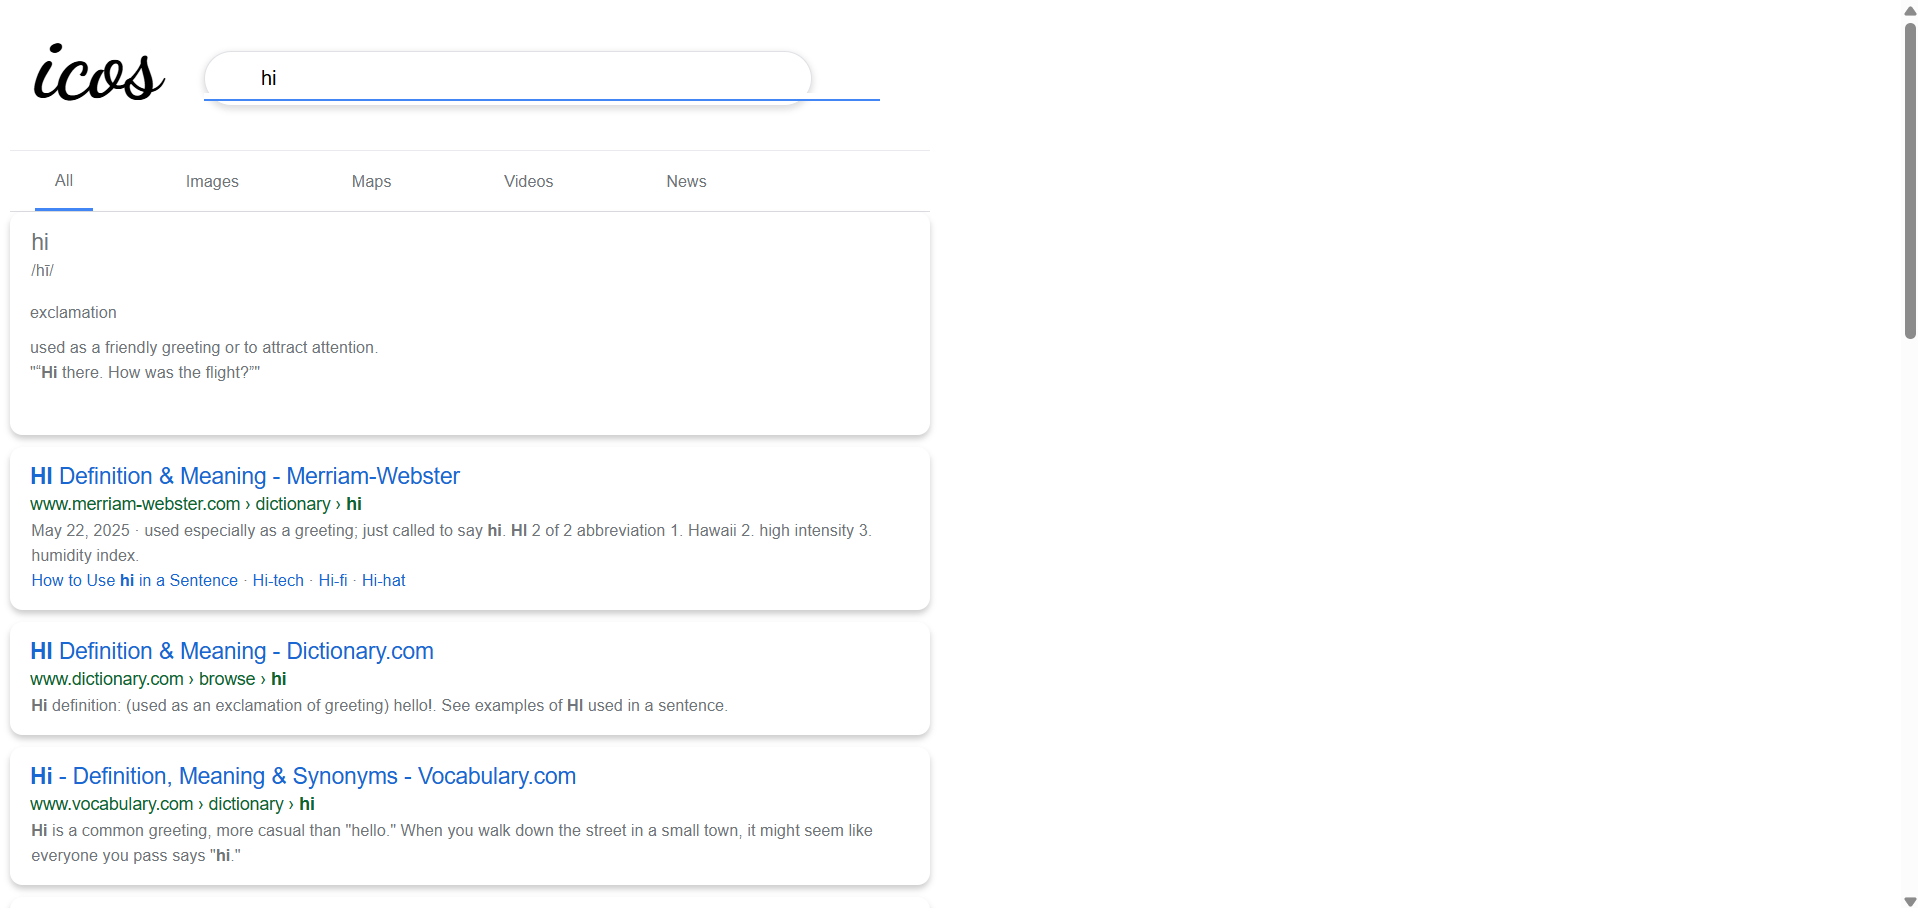 icos
hi
All Images Maps Videos News
hi
/hī/
exclamation
used as a friendly greeting or to attract attention.
"“Hi there. How was the flight?”"
HI Definition & Meaning - Merriam-Webster
www.merriam-webster.com › dictionary › hi
May 22, 2025 · used especially as a greeting; just called to say hi. HI 2 of 2 abbreviation 1. Hawaii 2. high intensity 3.
humidity index.
How to Use hi in a Sentence · Hi-tech · Hi-fi · Hi-hat
HI Definition & Meaning - Dictionary.com
www.dictionary.com › browse › hi
Hi definition: (used as an exclamation of greeting) hello!. See examples of HI used in a sentence.
Hi - Definition, Meaning & Synonyms - Vocabulary.com
www.vocabulary.com › dictionary › hi
Hi is a common greeting, more casual than "hello." When you walk down the street in a small town, it might seem like
everyone you pass says "hi."